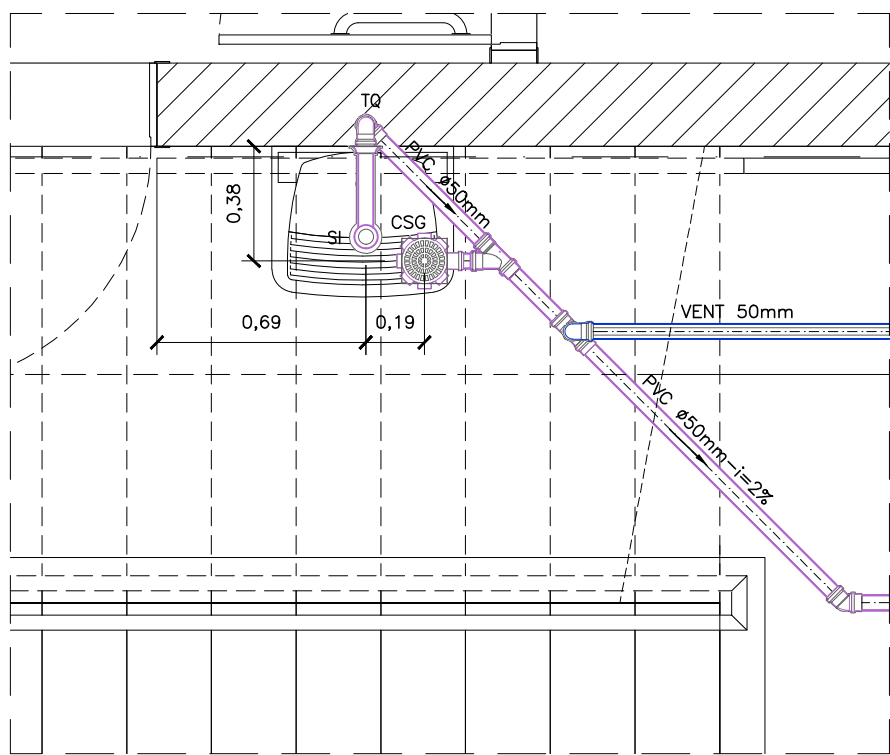 TQ
PVC ø50mm
0,38
CSG
SI
VENT 50mm
0,69
0,19
PVC ø50mm-i=2%